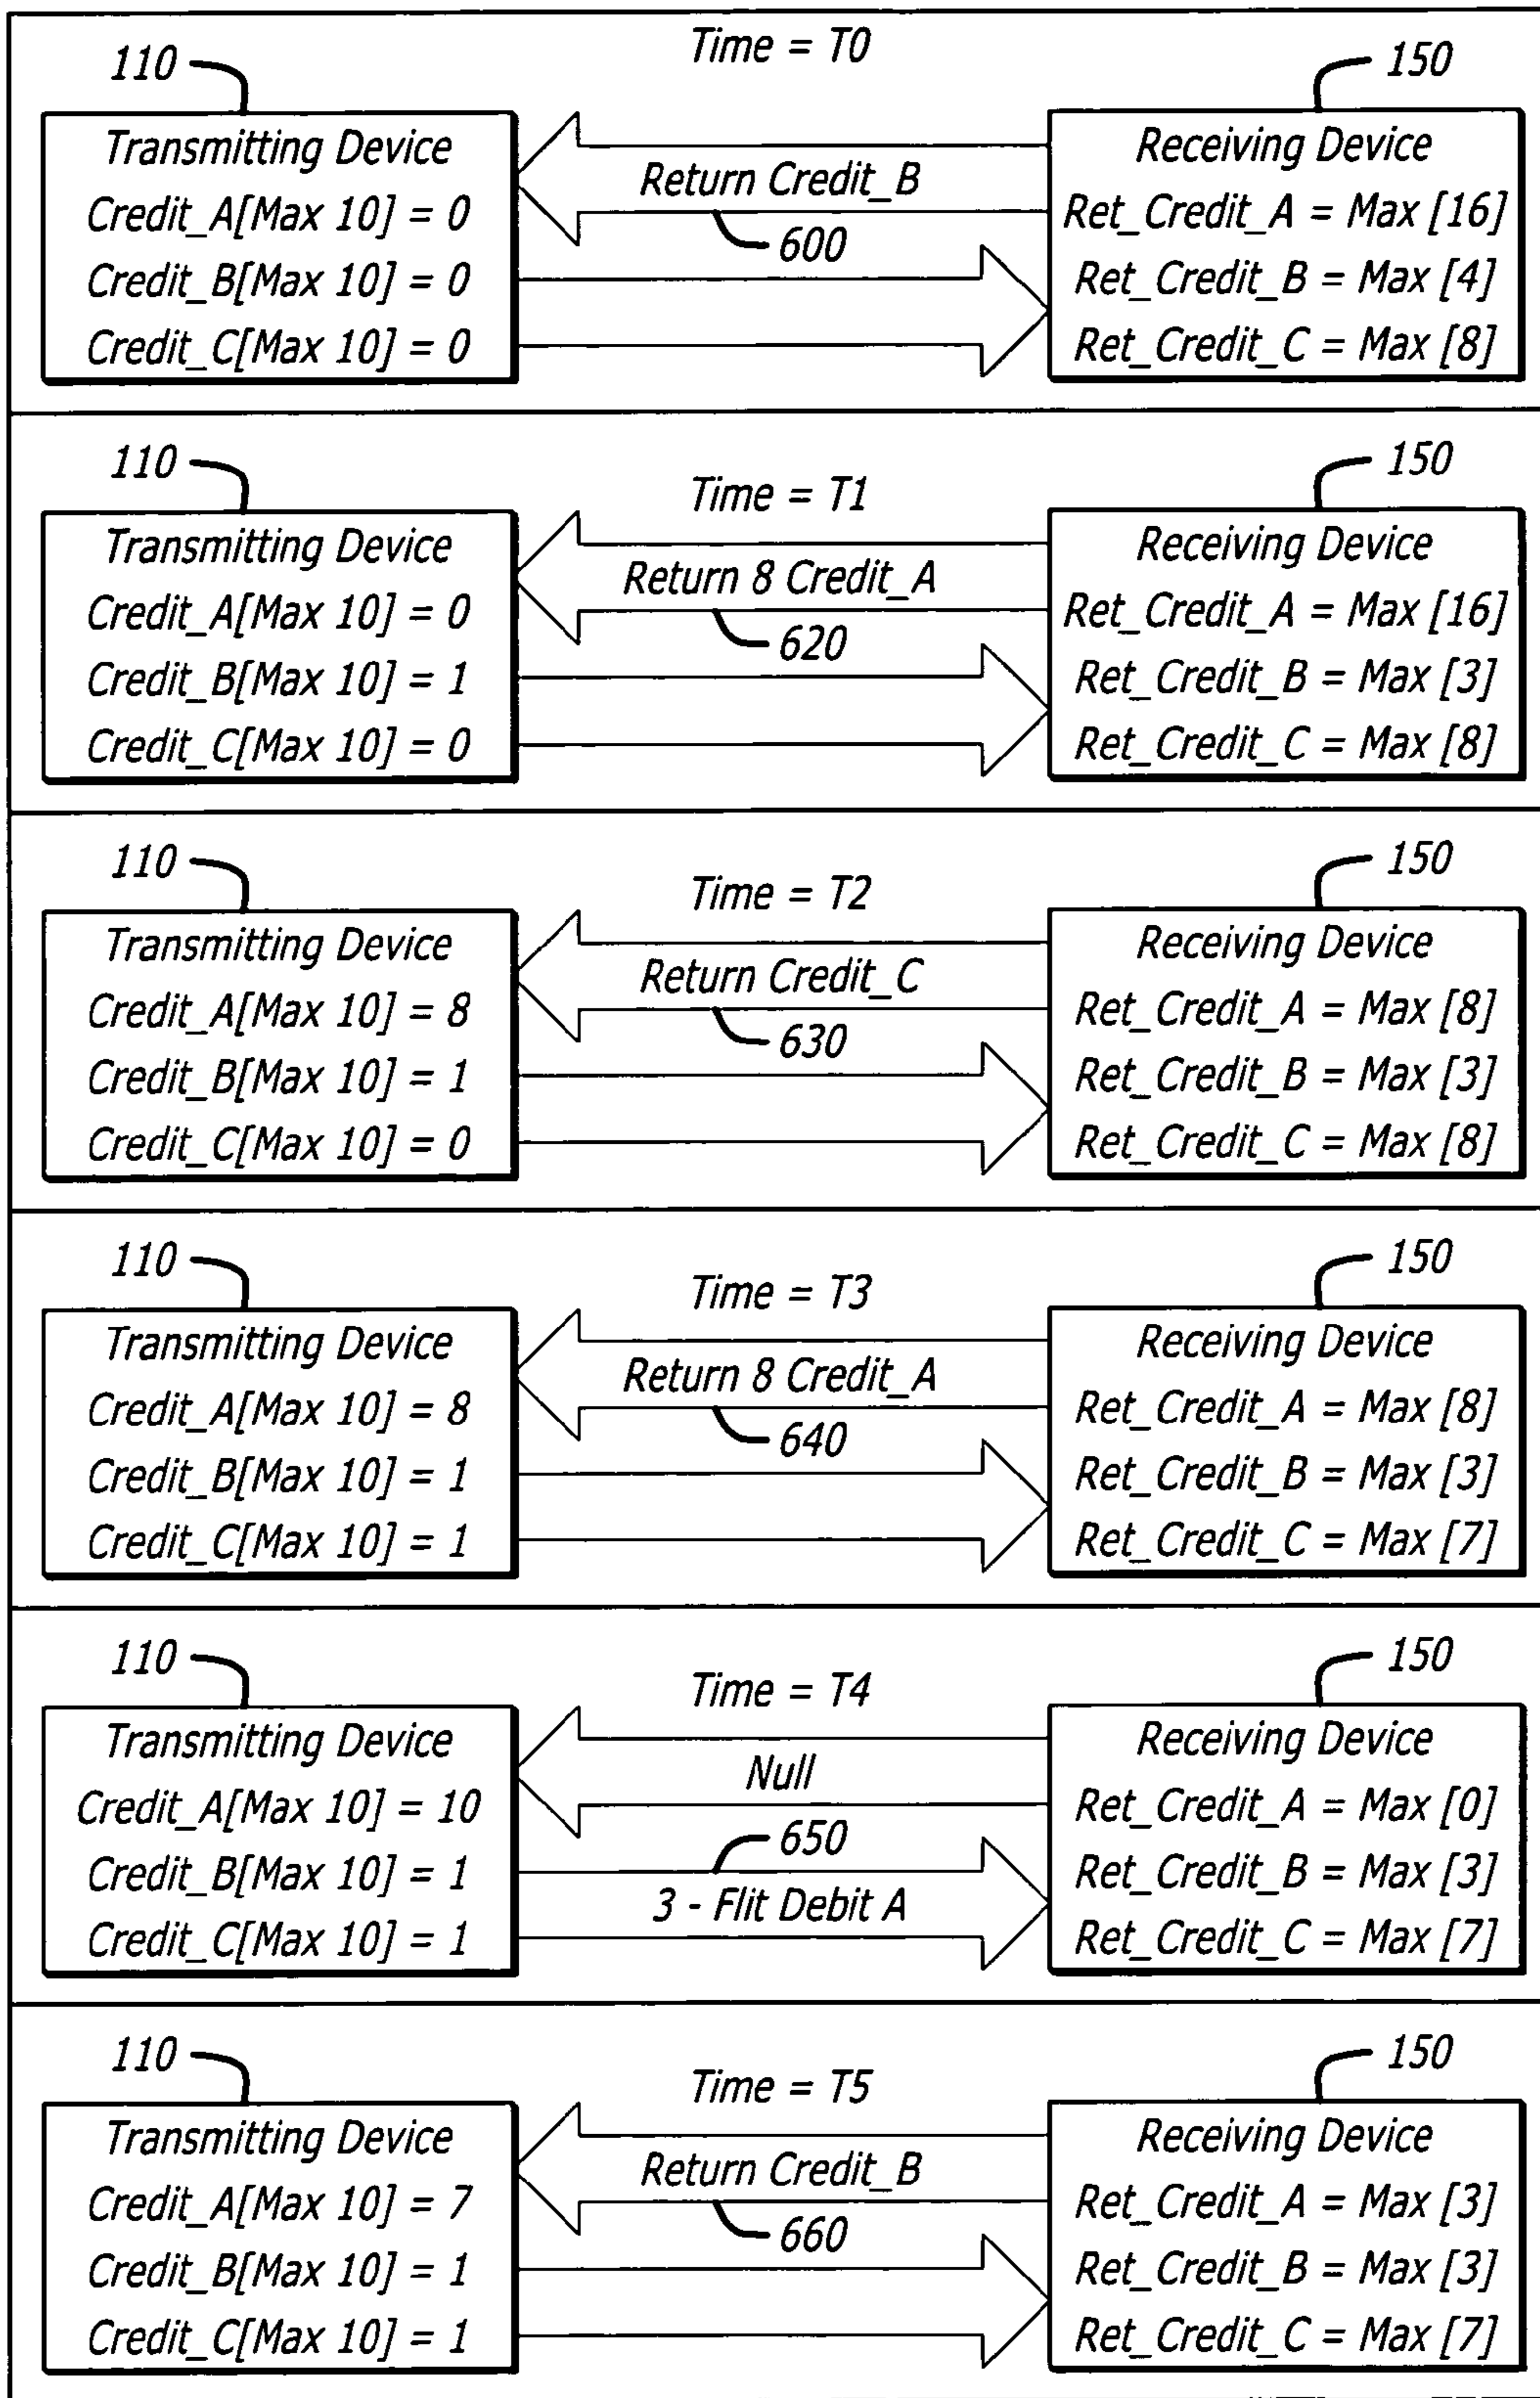 Time = T0
110
150
Transmitting Device
Credit_A[Max 10] = 0
Credit_B[Max 10] = 0
Credit_C[Max 10] = 0
Return Credit_B
600
Receiving Device
Ret_Credit_A = Max [16]
Ret_Credit_B = Max [4]
Ret_Credit_C = Max [8]
110
Time = T1
150
Transmitting Device
Credit_A[Max 10] = 0
Credit_B[Max 10] = 1
Credit_C[Max 10] = 0
Return 8 Credit_A
620
Receiving Device
Ret_Credit_A = Max [16]
Ret_Credit_B = Max [3]
Ret_Credit_C = Max [8]
110
Time = T2
150
Transmitting Device
Credit_A[Max 10] = 8
Credit_B[Max 10] = 1
Credit_C[Max 10] = 0
Return Credit_C
630
Receiving Device
Ret_Credit_A = Max [8]
Ret_Credit_B = Max [3]
Ret_Credit_C = Max [8]
110
Time = T3
150
Transmitting Device
Credit_A[Max 10] = 8
Credit_B[Max 10] = 1
Credit_C[Max 10] = 1
Return 8 Credit_A
640
Receiving Device
Ret_Credit_A = Max [8]
Ret_Credit_B = Max [3]
Ret_Credit_C = Max [7]
110
Time = T4
150
Transmitting Device
Credit_A[Max 10] = 10
Credit_B[Max 10] = 1
Credit_C[Max 10] = 1
Null
650
3 - Flit Debit A
Receiving Device
Ret_Credit_A = Max [0]
Ret_Credit_B = Max [3]
Ret_Credit_C = Max [7]
110
Time = T5
150
Transmitting Device
Credit_A[Max 10] = 7
Credit_B[Max 10] = 1
Credit_C[Max 10] = 1
Return Credit_B
660
Receiving Device
Ret_Credit_A = Max [3]
Ret_Credit_B = Max [3]
Ret_Credit_C = Max [7]